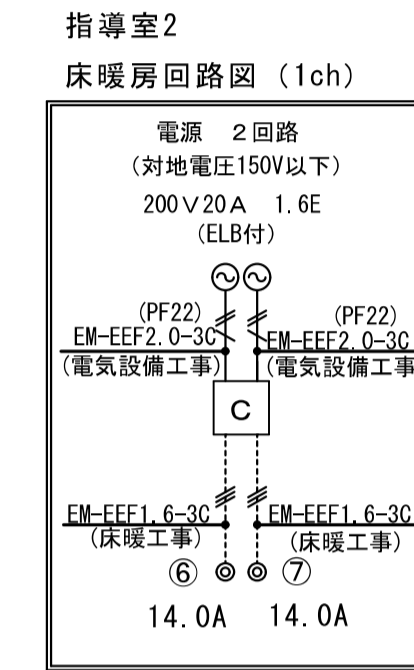 指導室2
床暖房回路図（1ch）
電源　2回路
（対地電圧150V以下）
200V20A　1.6E
(ELB付)
(PF22)　(PF22)
EM-EEF2.0-3C　EM-EEF2.0-3C
(電気設備工事)　(電気設備工事
C
EM-EEF1.6-3C　EM-EEF1.6-3C
(床暖工事)　(床暖工事)
⑥　⑦
14.0A　14.0A